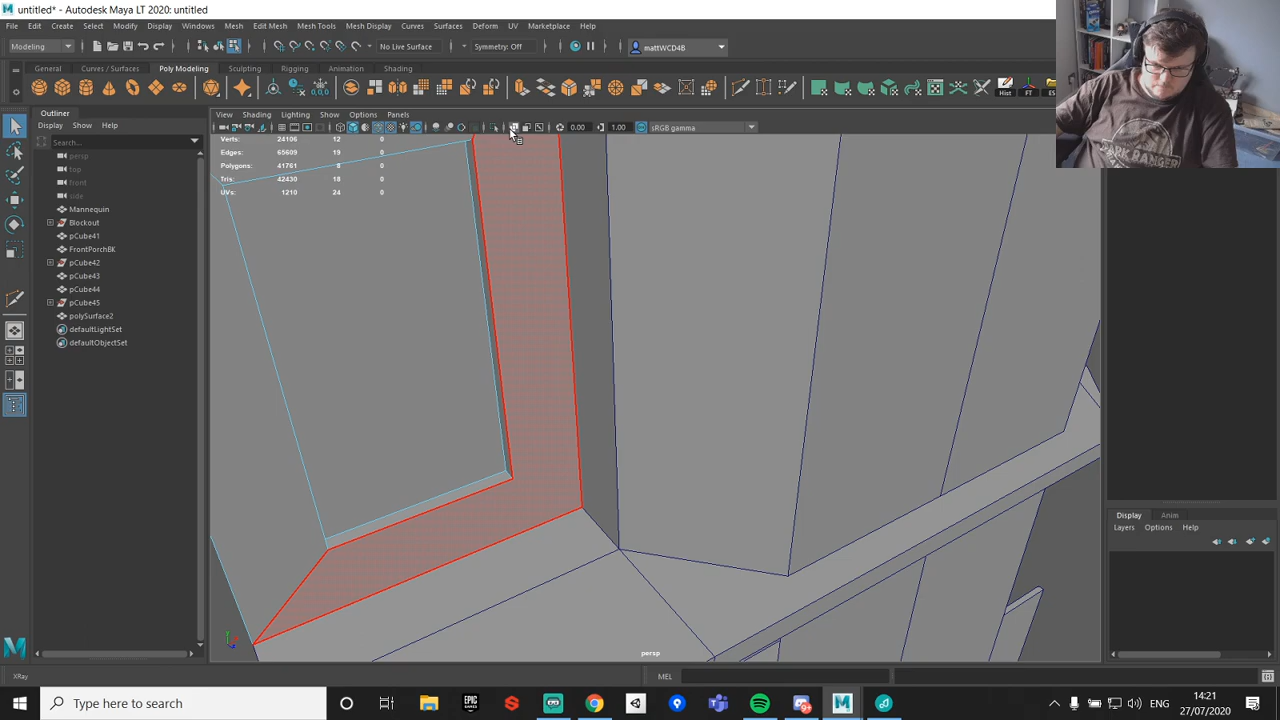 untitled* - Autodesk Maya LT 2020: untitled
File Edit Create Select Modify Display Windows Mesh Edit Mesh Mesh Tools Mesh Display Curves Surfaces Deform UV Marketplace Help
Modeling No Live Surface Symmetry: Off mattWCD4B
General Curves / Surfaces Poly Modeling Sculpting Rigging Animation Shading
Hist
Outliner
Display Show Help
Search...
persp
top
front
side
Mannequin
Blockout
pCube41
FrontPorchBK
pCube42
pCube43
pCube44
pCube45
polySurface2
defaultLightSet
defaultObjectSet
View Shading Lighting Show Options Panels
0.00 1.00 sRGB gamma
Verts: 24106 12 0
Edges: 65609 19 0
Polygons: 41761 8 0
Tris: 42430 18 0
UVs: 1210 24 0
PARK RANGER
persp
Display Anim
Layers Options Help
XRay MEL
Type here to search
ENG
14:21
27/07/2020